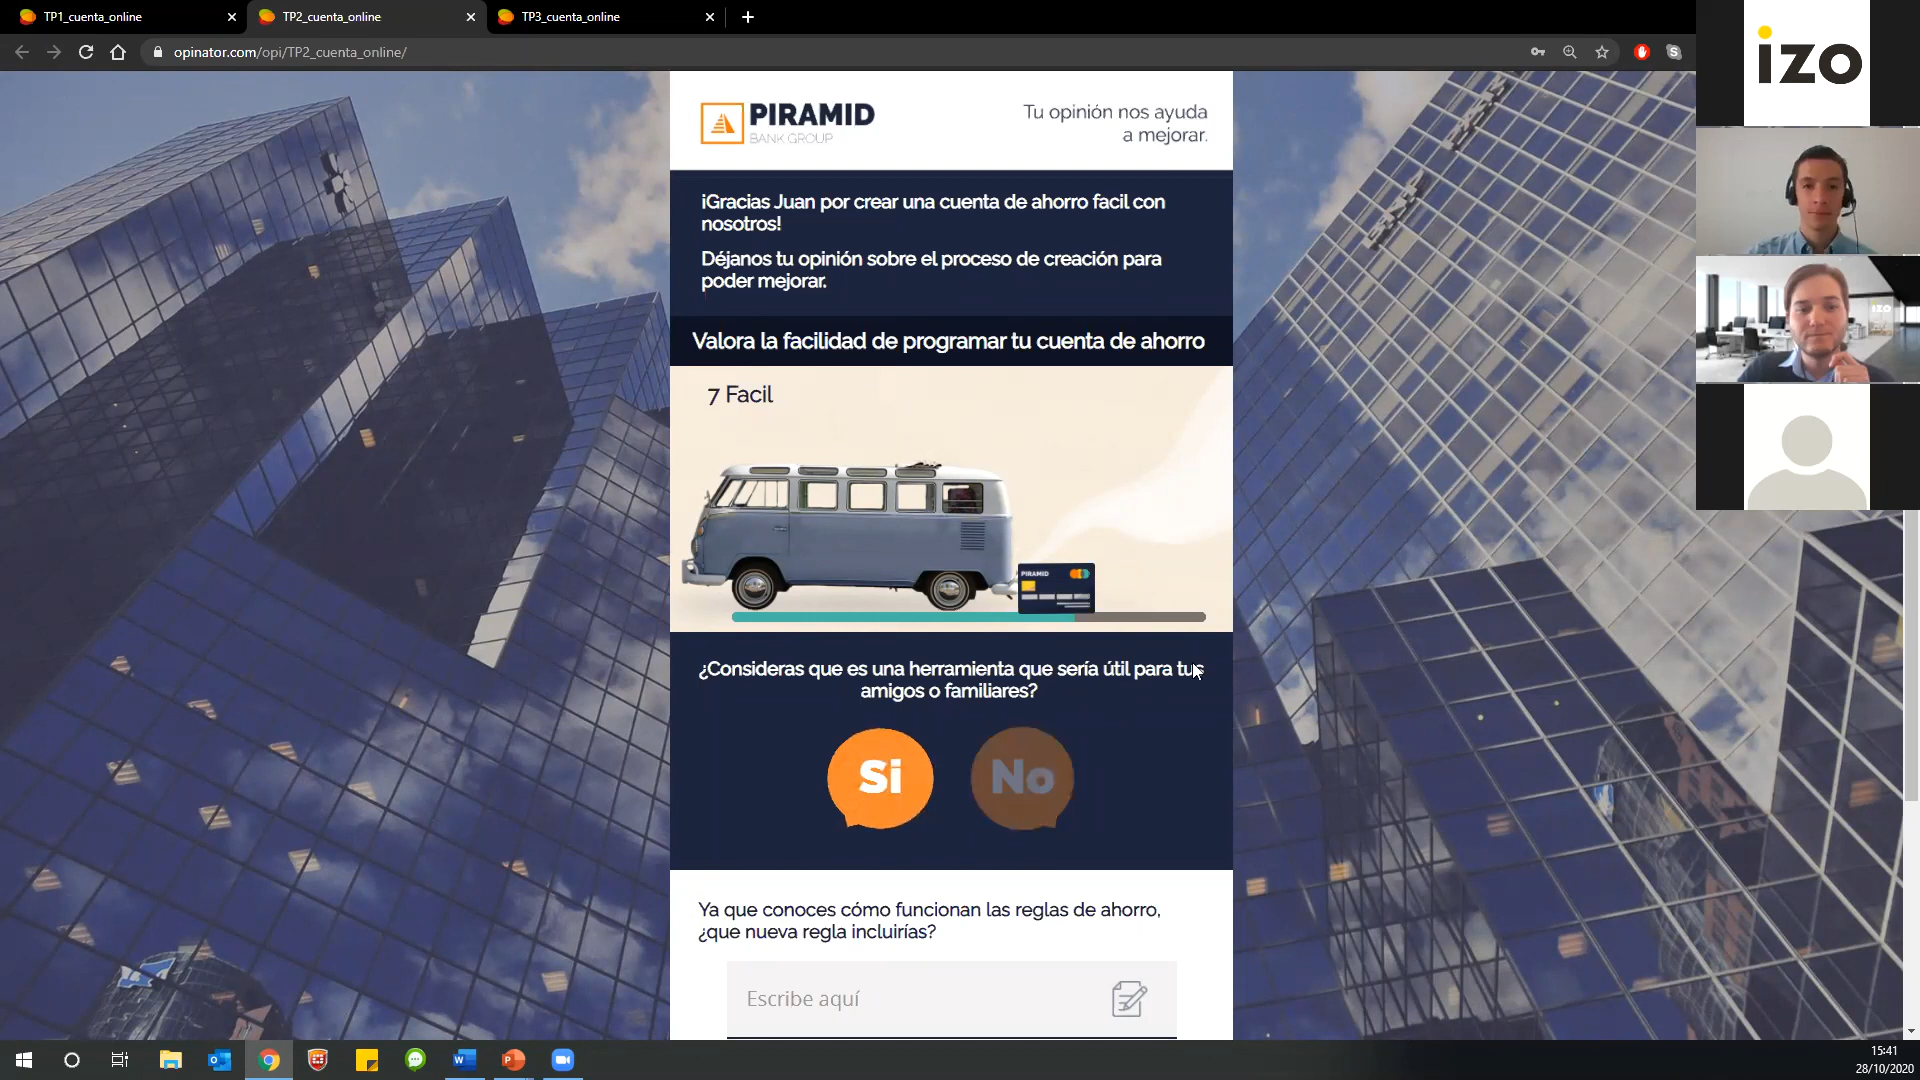 TP1_cuenta_online
TP2_cuenta_online
TP3_cuenta_online
opinator.com/opi/TP2_cuenta_online/
izo
PIRAMID
BANK GROUP
Tu opinión nos ayuda
a mejorar.
¡Gracias Juan por crear una cuenta de ahorro facil con
nosotros!
Déjanos tu opinión sobre el proceso de creación para
poder mejorar.
Valora la facilidad de programar tu cuenta de ahorro
7 Facil
PIRAMID
IZO
¿Consideras que es una herramienta que sería útil para tus
amigos o familiares?
Si
No
Ya que conoces cómo funcionan las reglas de ahorro,
¿que nueva regla incluirías?
Escribe aquí
15:41
28/10/2020